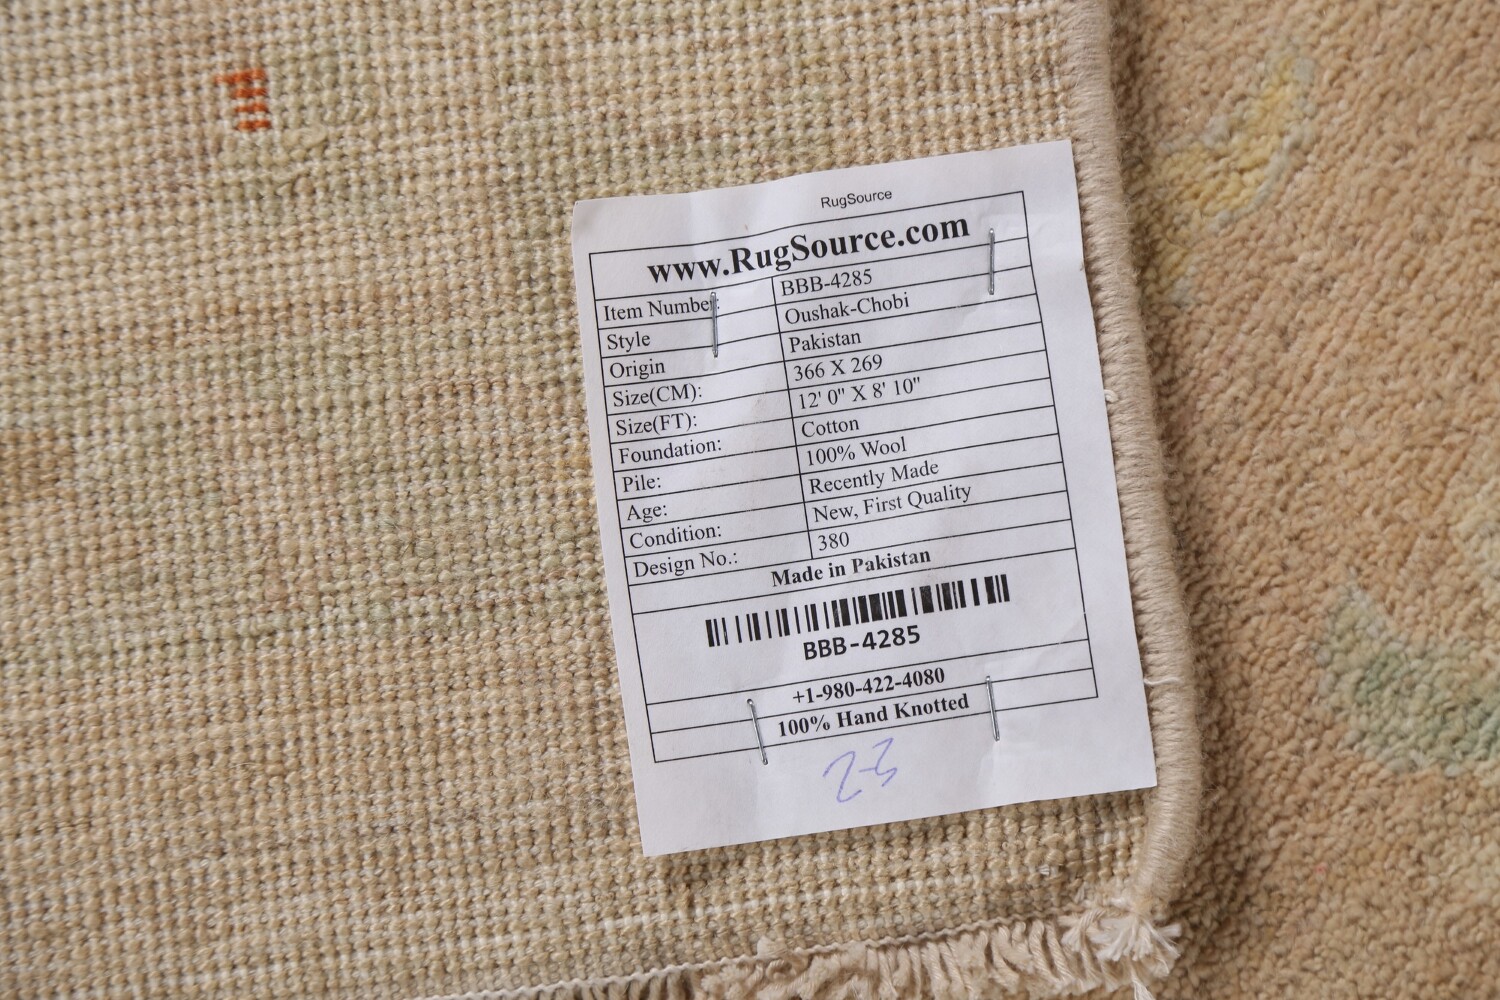 RugSource
www.RugSource.com
Item Number: BBB-4285
Style Oushak-Chobi
Origin Pakistan
Size(CM): 366 X 269
Size(FT): 12' 0" X 8' 10"
Foundation: Cotton
Pile: 100% Wool
Age: Recently Made
Condition: New, First Quality
Design No.: 380
Made in Pakistan
BBB-4285
+1-980-422-4080
100% Hand Knotted